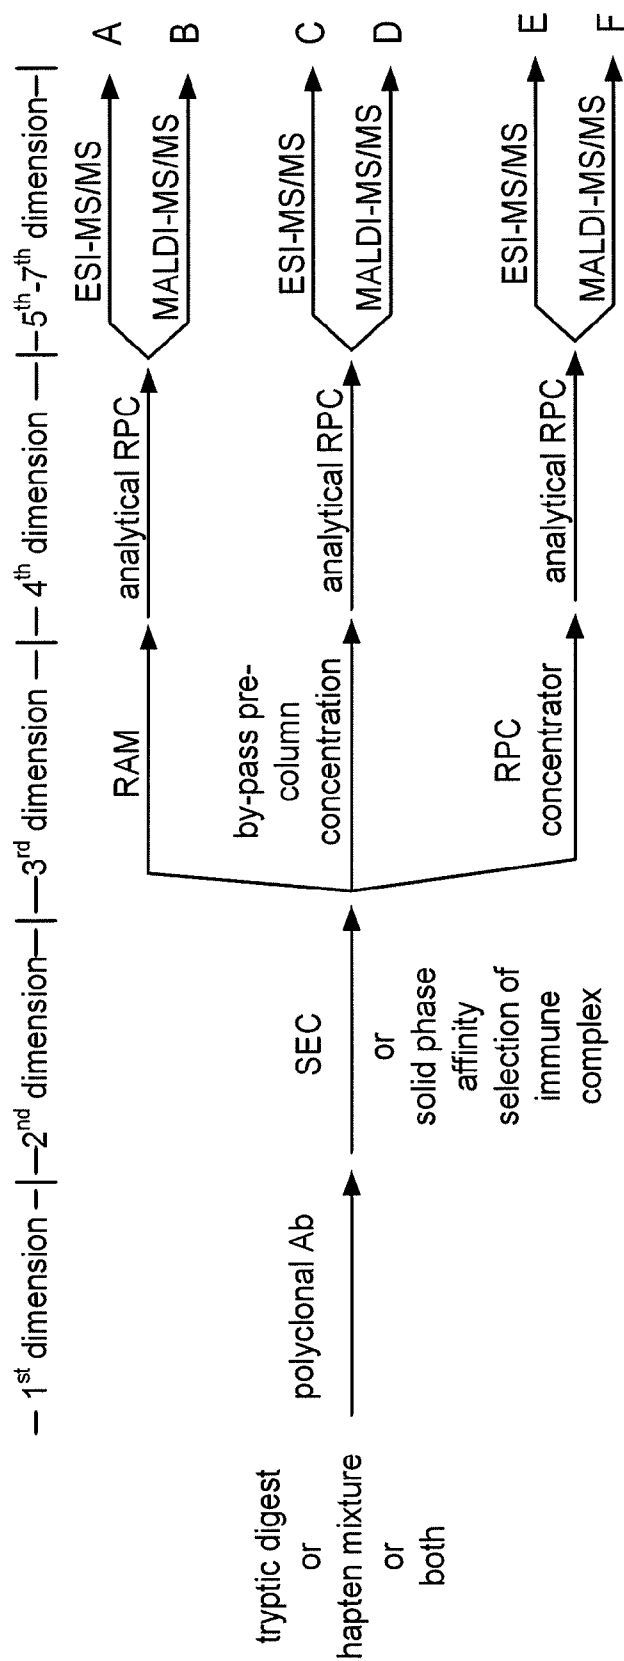 – 1st dimension –|—2nd dimension—|—3rd dimension —|— 4th dimension —|—5th-7th dimension—|
tryptic digest
or
hapten mixture
or
both
polyclonal Ab
SEC
or
solid phase
affinity
selection of
immune
complex
RAM
analytical RPC
ESI-MS/MS
A
MALDI-MS/MS
B
by-pass pre-
column
concentration
analytical RPC
ESI-MS/MS
C
MALDI-MS/MS
D
RPC
concentrator
analytical RPC
ESI-MS/MS
E
MALDI-MS/MS
F